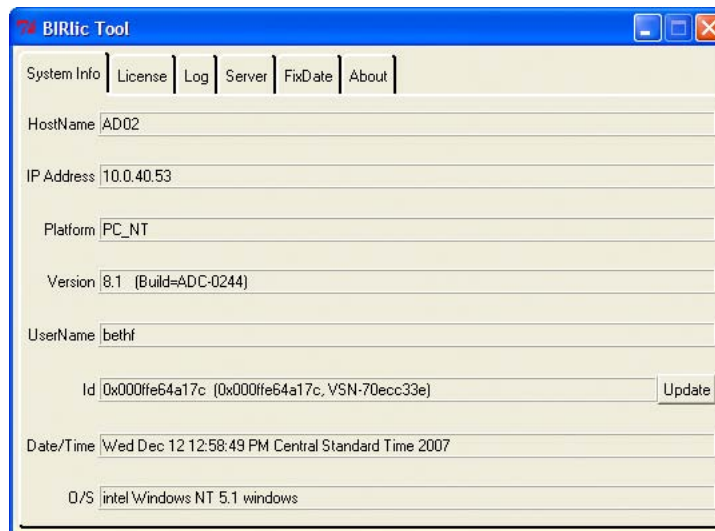 BIRlic Tool
System Info License Log Server FixDate About
HostName AD02
IP Address 10.0.40.53
Platform PC_NT
Version 8.1 (Build=ADC-0244)
UserName bethf
Id 0x000ffe64a17c (0x000ffe64a17c, VSN-70ecc33e) Update
Date/Time Wed Dec 12 12:58:49 PM Central Standard Time 2007
O/S intel Windows NT 5.1 windows